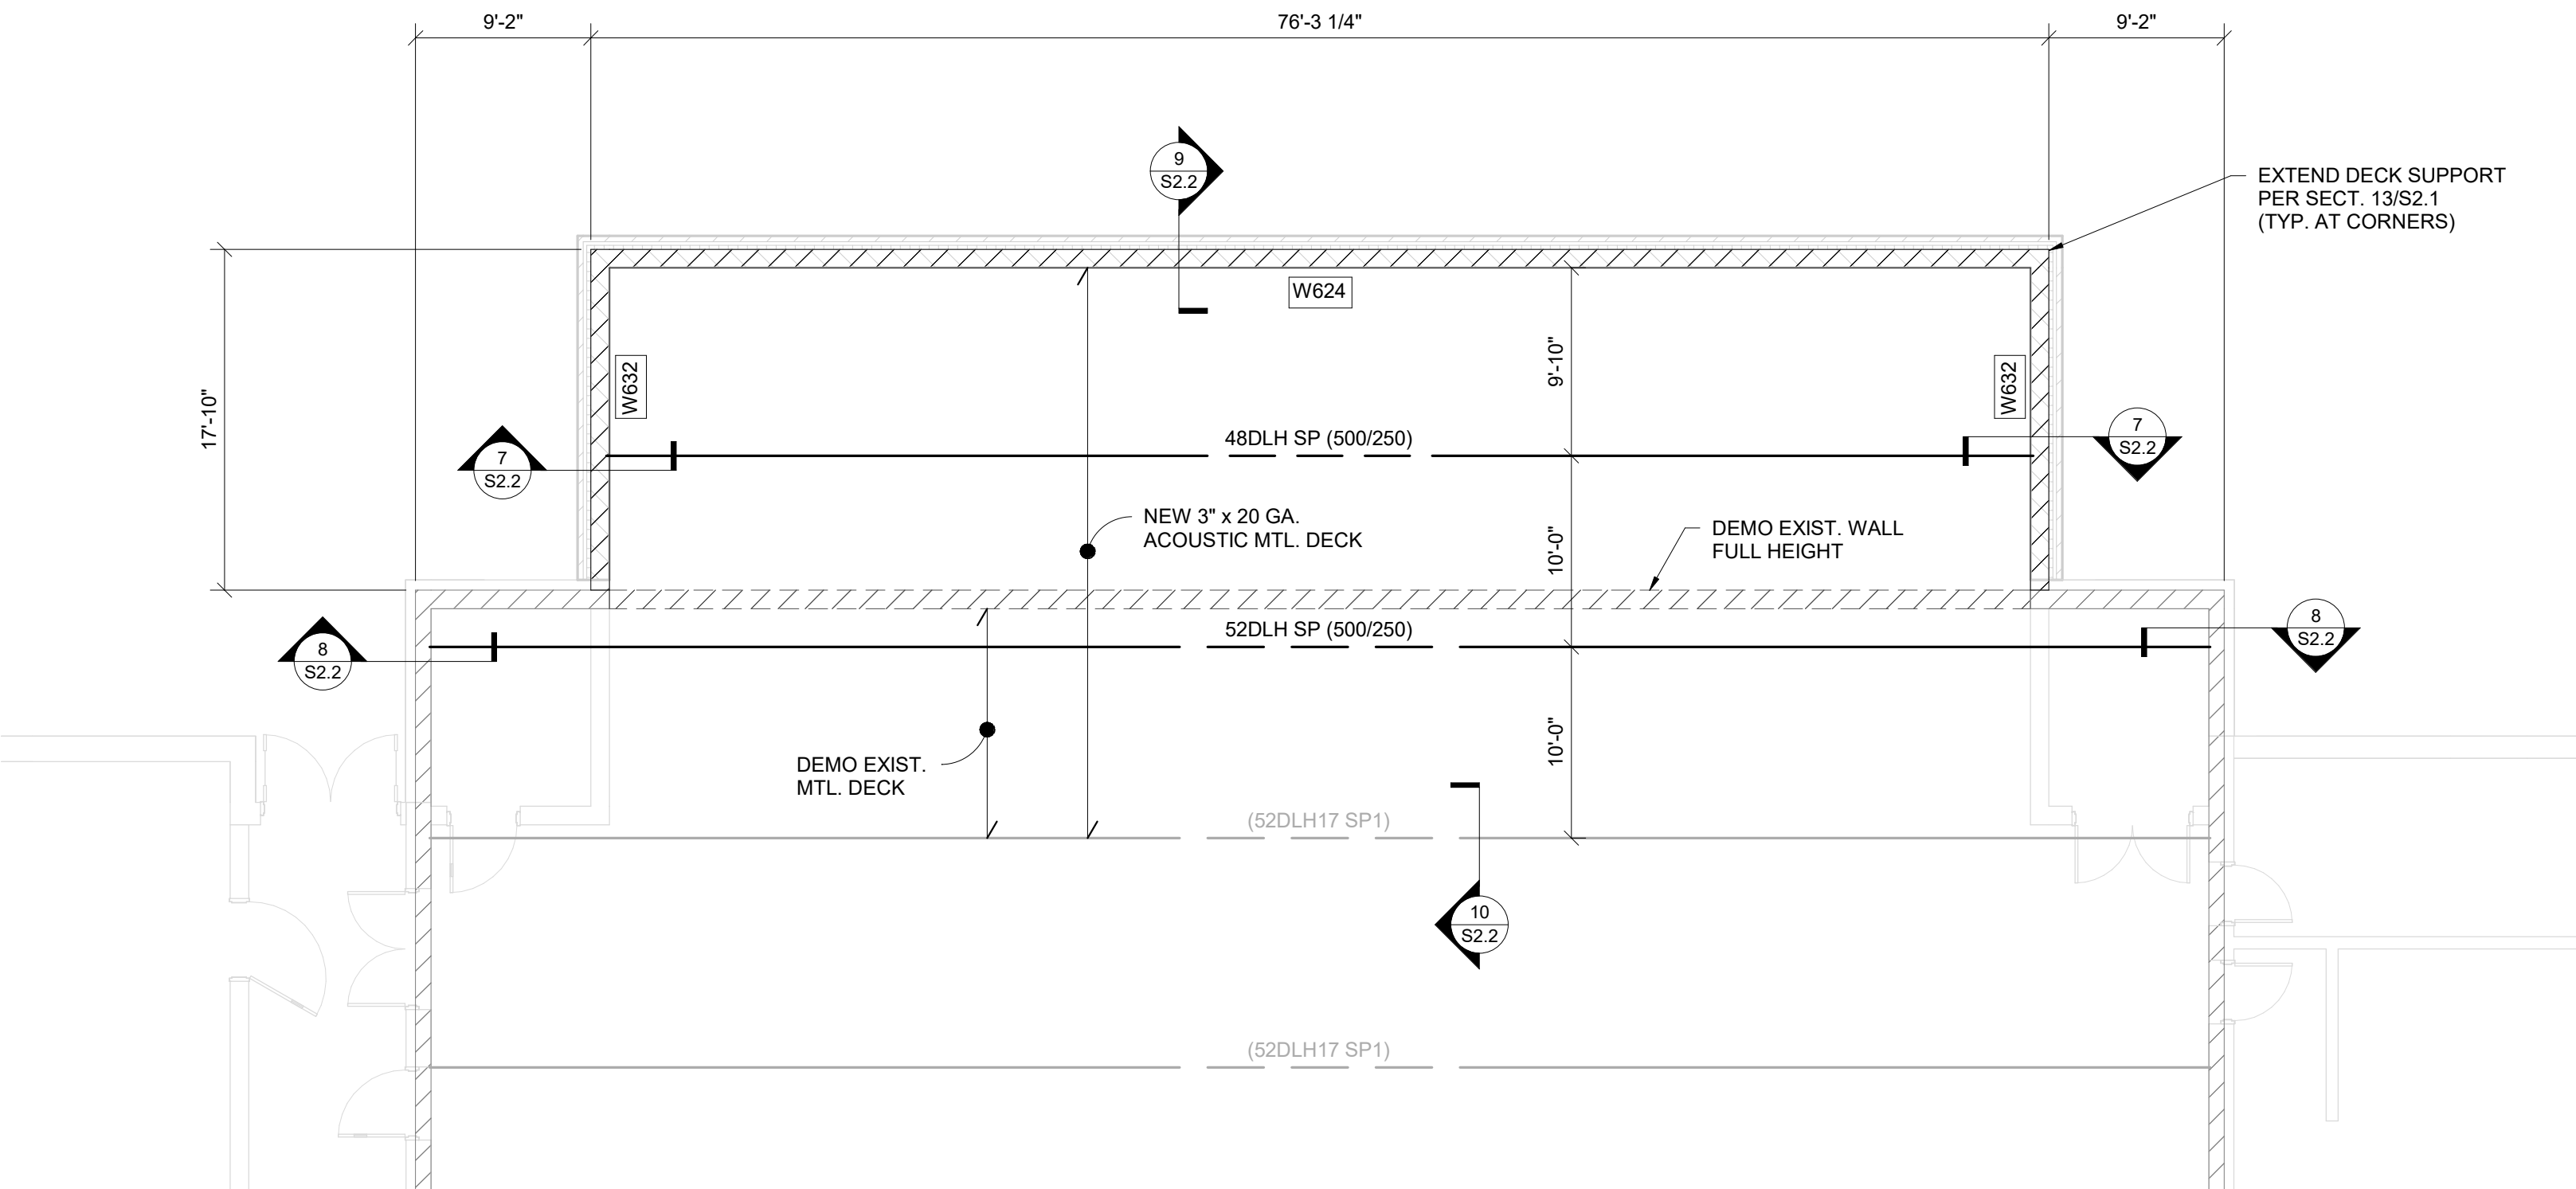 9'-2"
76'-3 1/4"
9'-2"
9
S2.2
EXTEND DECK SUPPORT
PER SECT. 13/S2.1
(TYP. AT CORNERS)
W624
17'-10"
W632
9'-10"
W632
7
S2.2
48DLH SP (500/250)
7
S2.2
NEW 3" x 20 GA.
ACOUSTIC MTL. DECK
10'-0"
DEMO EXIST. WALL
FULL HEIGHT
8
S2.2
52DLH SP (500/250)
8
S2.2
DEMO EXIST.
MTL. DECK
10'-0"
(52DLH17 SP1)
10
S2.2
(52DLH17 SP1)